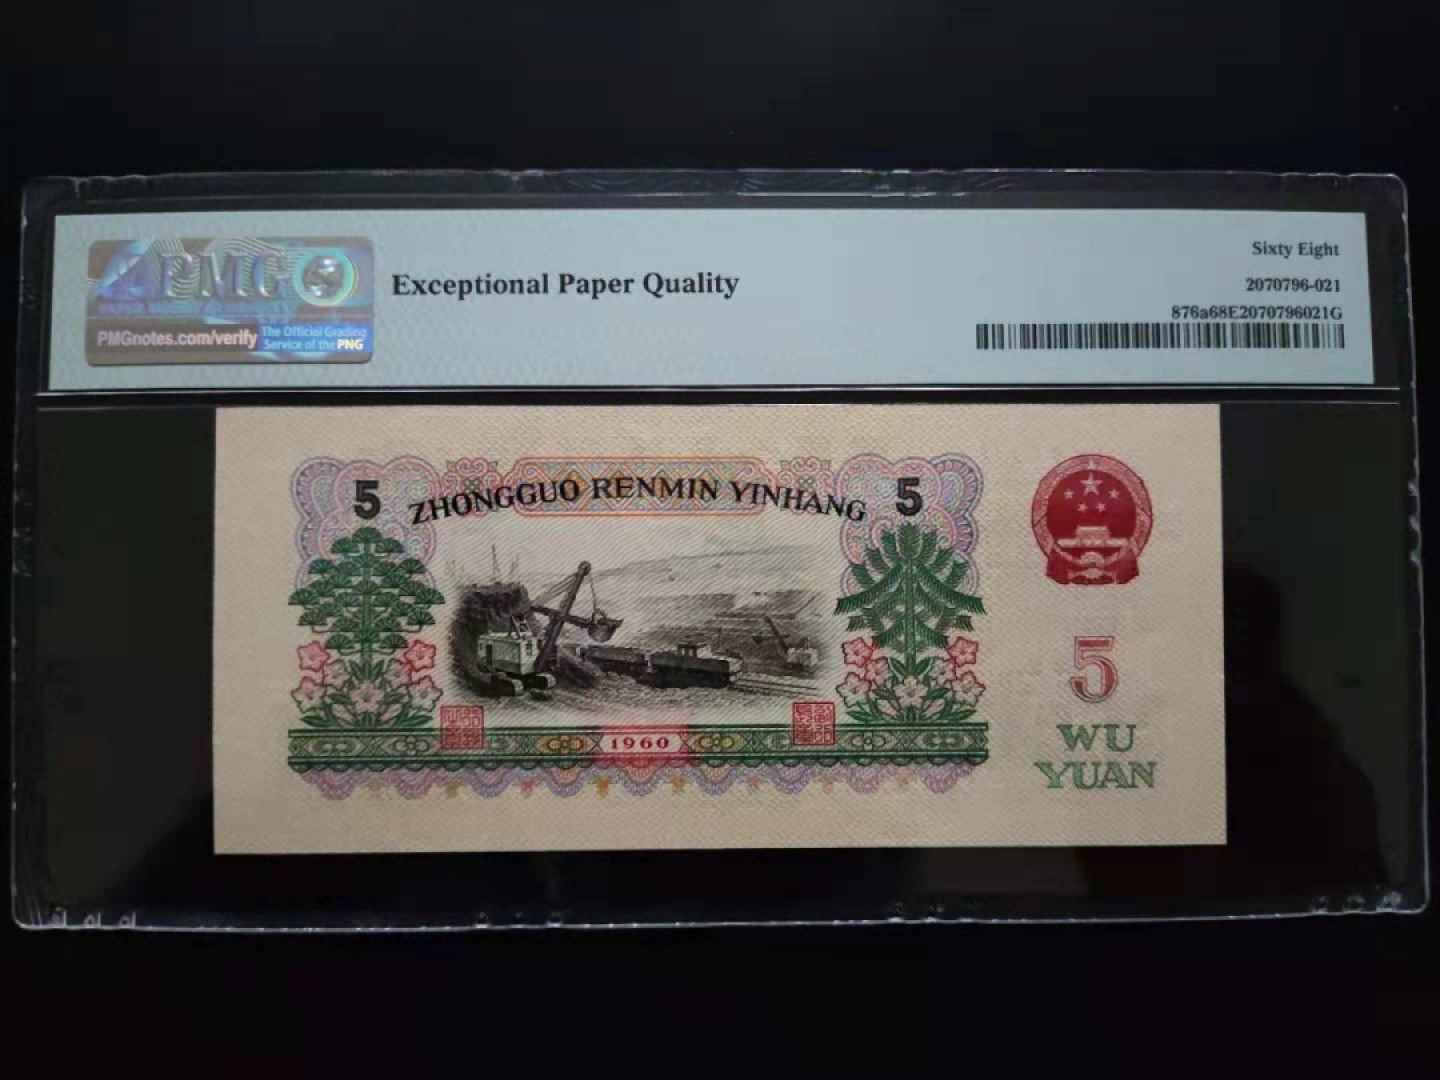 PMG
PMGnotes.com/verify
The Official Grading
Service of the PNG
Exceptional Paper Quality
Sixty Eight
2070796-021
876a68E2070796021G
5 ZHONGGUO RENMIN YINHANG 5
1960
5
WU
YUAN